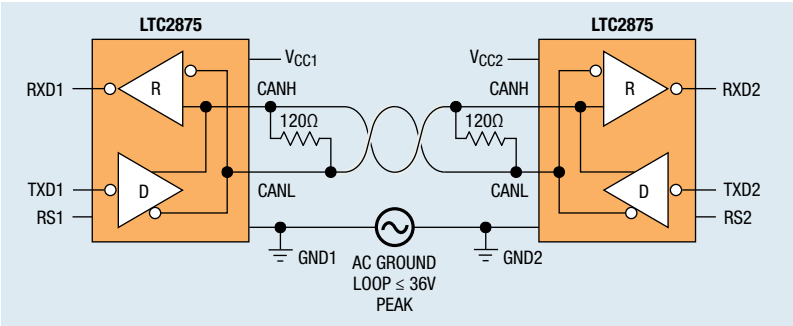 LTC2875
LTC2875
VCC1
VCC2
RXD1
R
CANH
CANH
R
RXD2
120Ω
120Ω
TXD1
D
CANL
CANL
D
TXD2
RS1
RS2
GND1
GND2
AC GROUND
LOOP ≤ 36V
PEAK